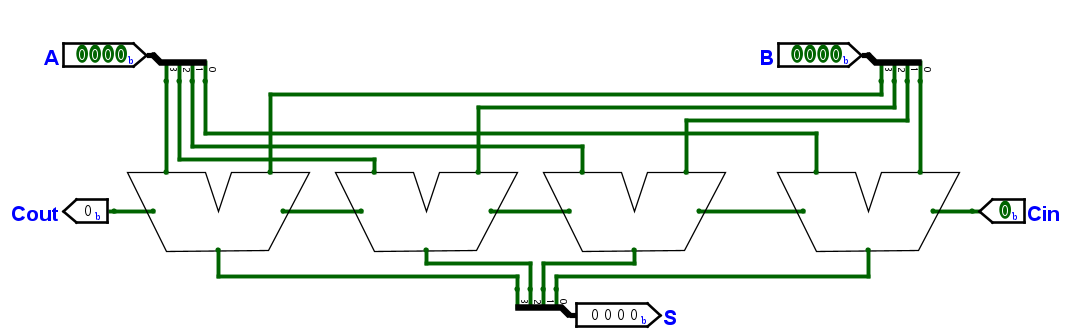 A 0000b
3 2 1 0
B 0000b
3 2 1 0
Cout 0b
0b Cin
3 2 1 0
0000b S